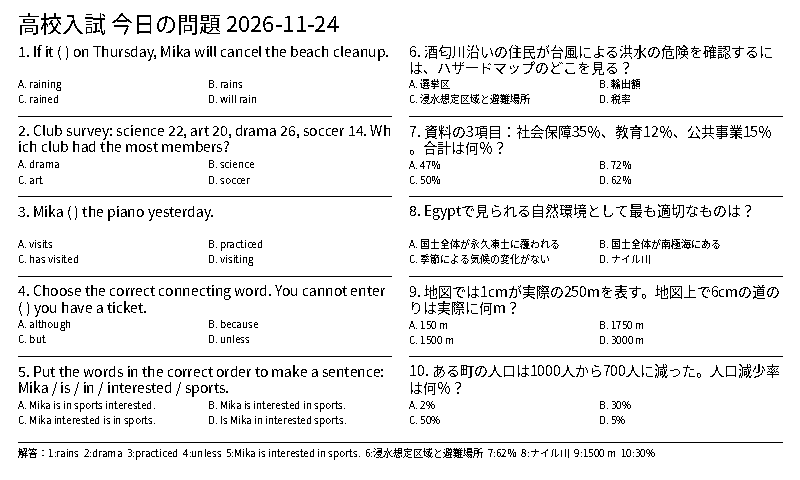 高校入試 今日の問題 2026-11-24
1. If it ( ) on Thursday, Mika will cancel the beach cleanup.
A. raining
B. rains
C. rained
D. will rain
2. Club survey: science 22, art 20, drama 26, soccer 14. Wh
ich club had the most members?
A. drama
B. science
C. art
D. soccer
3. Mika ( ) the piano yesterday.
A. visits
B. practiced
C. has visited
D. visiting
4. Choose the correct connecting word. You cannot enter
( ) you have a ticket.
A. although
B. because
C. but
D. unless
5. Put the words in the correct order to make a sentence:
Mika / is / in / interested / sports.
A. Mika is in sports interested.
B. Mika is interested in sports.
C. Mika interested is in sports.
D. Is Mika in interested sports.
6. 酒匂川沿いの住民が台風による洪水の危険を確認するに
は、ハザードマップのどこを見る？
A. 選挙区
B. 輸出額
C. 浸水想定区域と避難場所
D. 税率
7. 資料の3項目：社会保障35%、教育12%、公共事業15%
。合計は何%？
A. 47%
B. 72%
C. 50%
D. 62%
8. Egyptで見られる自然環境として最も適切なものは？
A. 国土全体が永久凍土に覆われる
B. 国土全体が南極海にある
C. 季節による気候の変化がない
D. ナイル川
9. 地図では1cmが実際の250mを表す。地図上で6cmの道の
りは実際に何m？
A. 150 m
B. 1750 m
C. 1500 m
D. 3000 m
10. ある町の人口は1000人から700人に減った。人口減少率
は何%？
A. 2%
B. 30%
C. 50%
D. 5%
解答：1:rains 2:drama 3:practiced 4:unless 5:Mika is interested in sports. 6:浸水想定区域と避難場所 7:62% 8:ナイル川 9:1500 m 10:30%